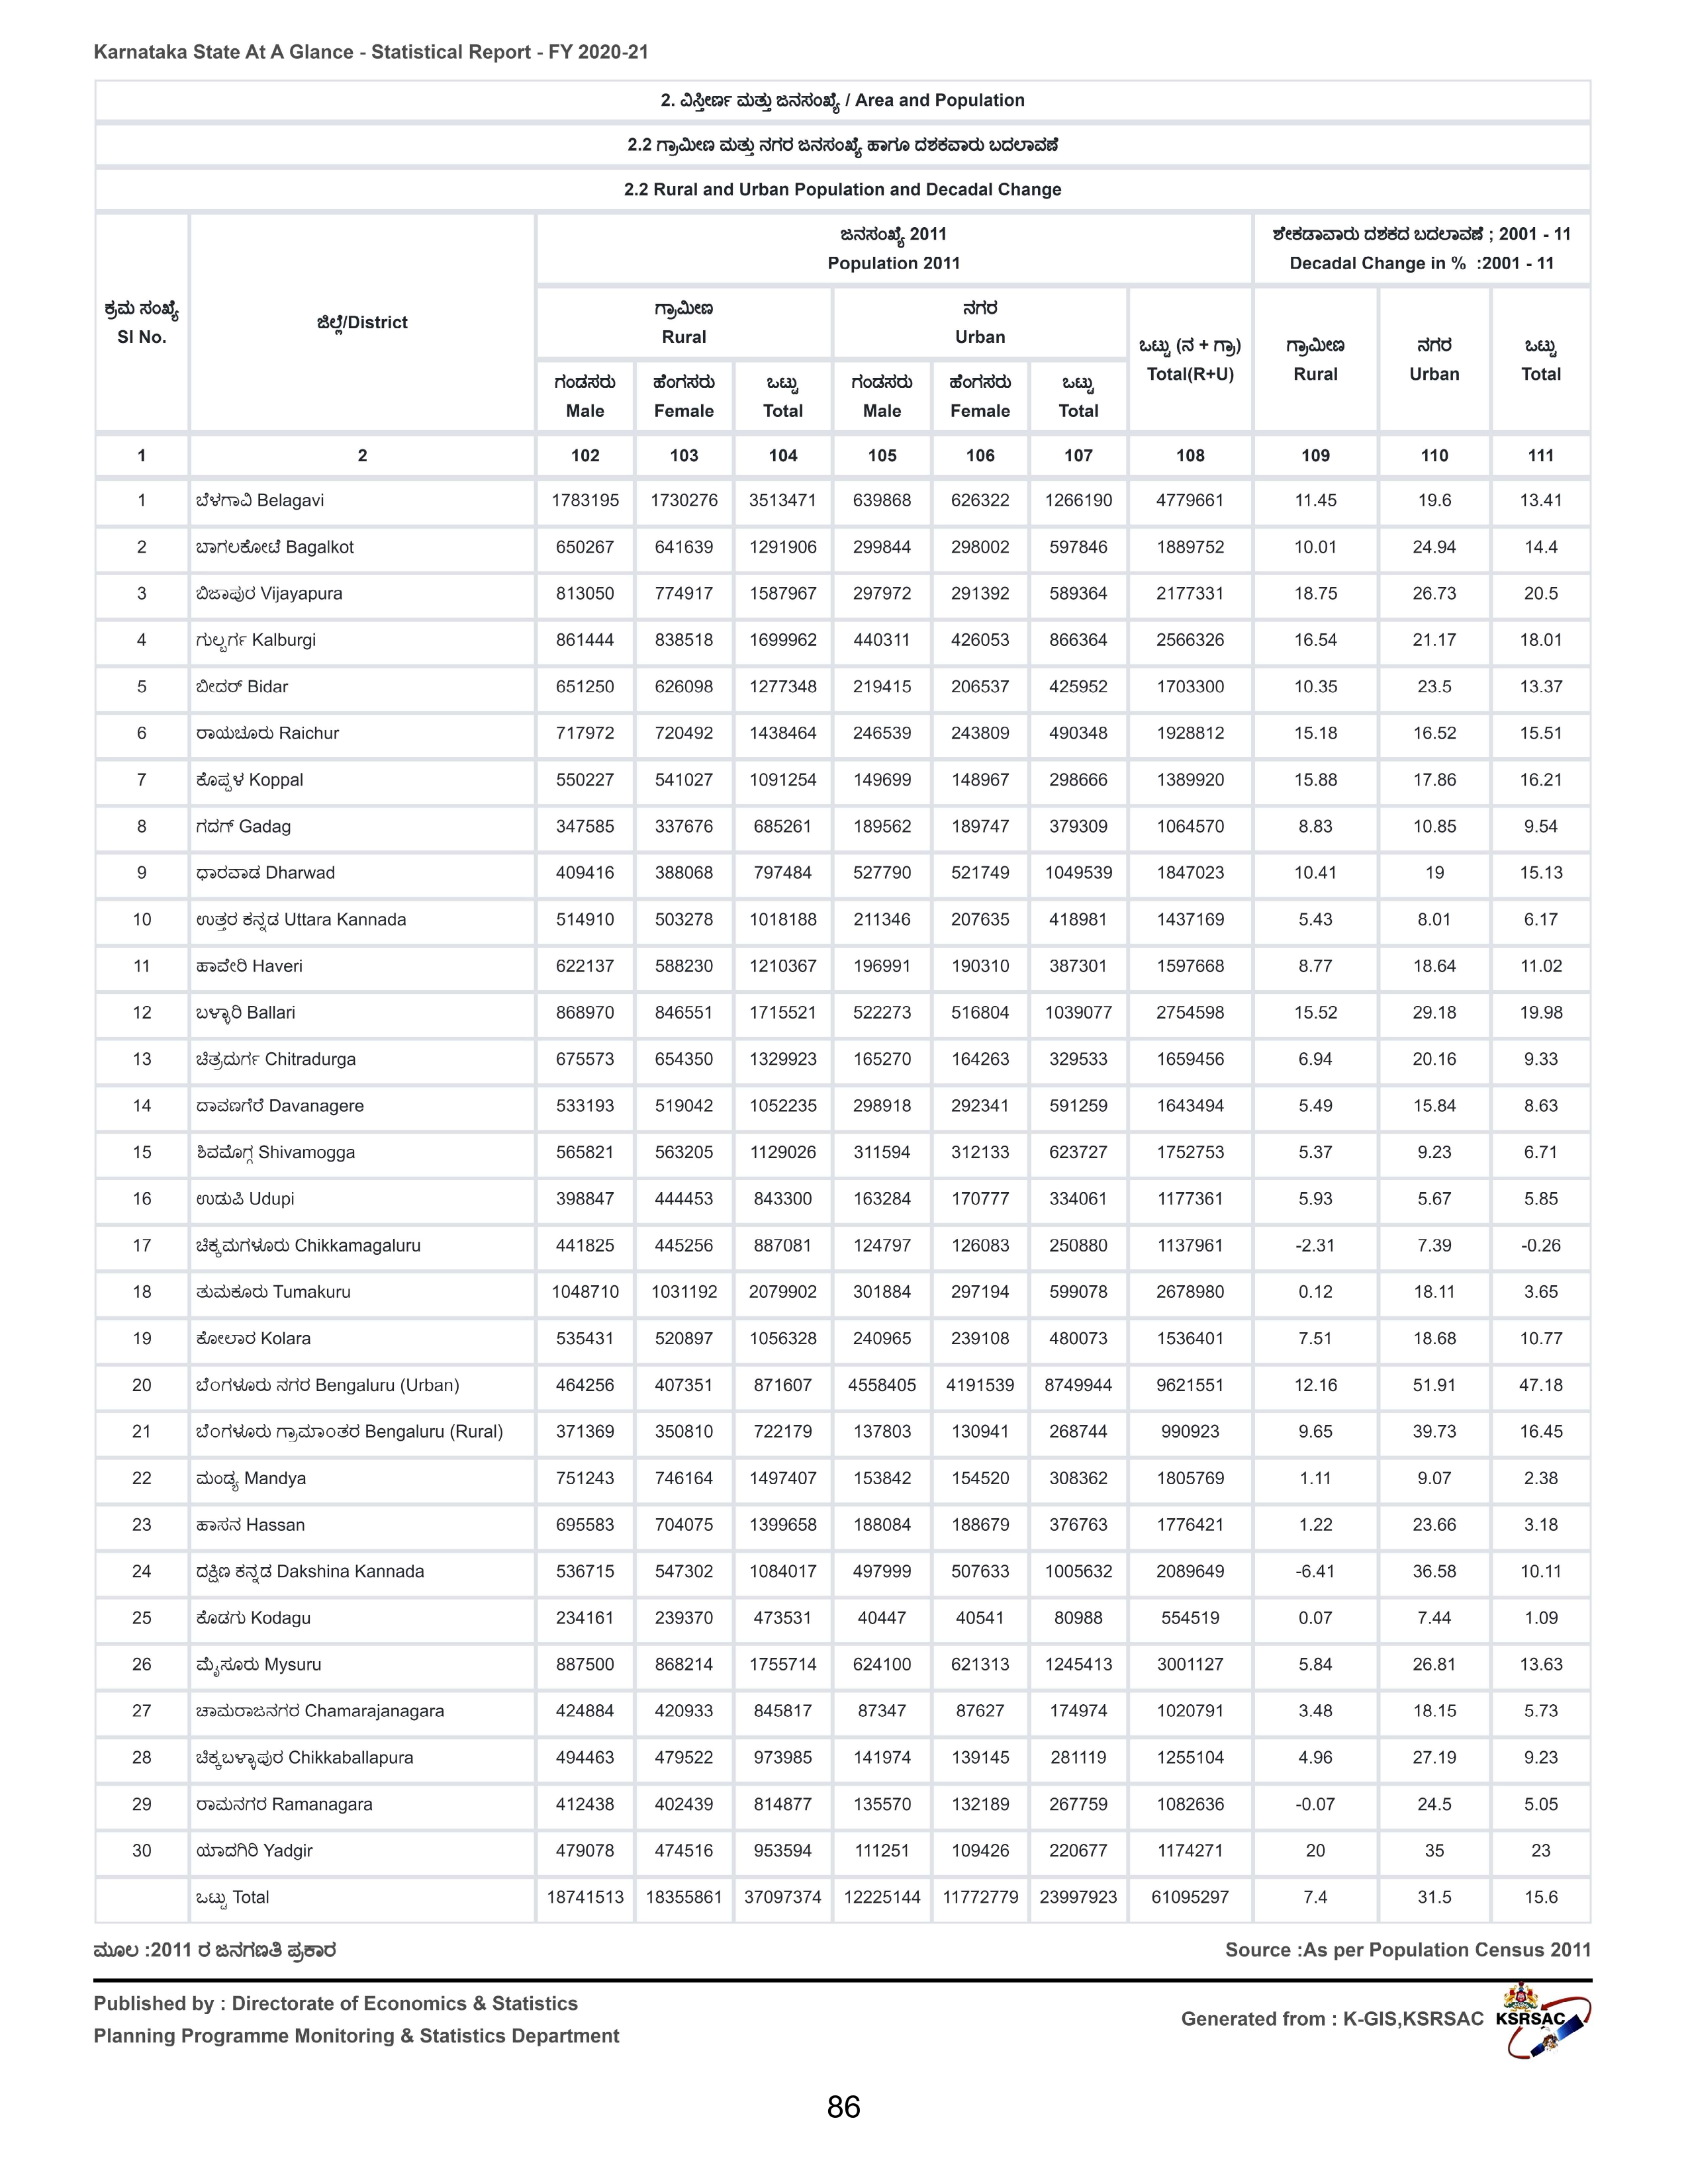 Karnataka State At A Glance - Statistical Report - FY 2020-21
2. ವಿಸ್ತೀರ್ಣ ಮತ್ತು ಜನಸಂಖ್ಯೆ / Area and Population
2.2 ಗ್ರಾಮೀಣ ಮತ್ತು ನಗರ ಜನಸಂಖ್ಯೆ ಹಾಗೂ ದಶಕವಾರು ಬದಲಾವಣೆ
2.2 Rural and Urban Population and Decadal Change
ಕ್ರಮ ಸಂಖ್ಯೆ
Sl No.
ಜಿಲ್ಲೆ/District
ಜನಸಂಖ್ಯೆ 2011
Population 2011
ಶೇಕಡಾವಾರು ದಶಕದ ಬದಲಾವಣೆ ; 2001 - 11
Decadal Change in % :2001 - 11
ಗ್ರಾಮೀಣ
Rural
ನಗರ
Urban
ಒಟ್ಟು (ನ + ಗ್ರಾ)
Total(R+U)
ಗ್ರಾಮೀಣ
Rural
ನಗರ
Urban
ಒಟ್ಟು
Total
ಗಂಡಸರು
Male
ಹೆಂಗಸರು
Female
ಒಟ್ಟು
Total
ಗಂಡಸರು
Male
ಹೆಂಗಸರು
Female
ಒಟ್ಟು
Total
1 2 102 103 104 105 106 107 108 109 110 111
1 ಬೆಳಗಾವಿ Belagavi 1783195 1730276 3513471 639868 626322 1266190 4779661 11.45 19.6 13.41
2 ಬಾಗಲಕೋಟೆ Bagalkot 650267 641639 1291906 299844 298002 597846 1889752 10.01 24.94 14.4
3 ಬಿಜಾಪುರ Vijayapura 813050 774917 1587967 297972 291392 589364 2177331 18.75 26.73 20.5
4 ಗುಲ್ಬರ್ಗ Kalburgi 861444 838518 1699962 440311 426053 866364 2566326 16.54 21.17 18.01
5 ಬೀದರ್ Bidar 651250 626098 1277348 219415 206537 425952 1703300 10.35 23.5 13.37
6 ರಾಯಚೂರು Raichur 717972 720492 1438464 246539 243809 490348 1928812 15.18 16.52 15.51
7 ಕೊಪ್ಪಳ Koppal 550227 541027 1091254 149699 148967 298666 1389920 15.88 17.86 16.21
8 ಗದಗ್ Gadag 347585 337676 685261 189562 189747 379309 1064570 8.83 10.85 9.54
9 ಧಾರವಾಡ Dharwad 409416 388068 797484 527790 521749 1049539 1847023 10.41 19 15.13
10 ಉತ್ತರ ಕನ್ನಡ Uttara Kannada 514910 503278 1018188 211346 207635 418981 1437169 5.43 8.01 6.17
11 ಹಾವೇರಿ Haveri 622137 588230 1210367 196991 190310 387301 1597668 8.77 18.64 11.02
12 ಬಳ್ಳಾರಿ Ballari 868970 846551 1715521 522273 516804 1039077 2754598 15.52 29.18 19.98
13 ಚಿತ್ರದುರ್ಗ Chitradurga 675573 654350 1329923 165270 164263 329533 1659456 6.94 20.16 9.33
14 ದಾವಣಗೆರೆ Davanagere 533193 519042 1052235 298918 292341 591259 1643494 5.49 15.84 8.63
15 ಶಿವಮೊಗ್ಗ Shivamogga 565821 563205 1129026 311594 312133 623727 1752753 5.37 9.23 6.71
16 ಉಡುಪಿ Udupi 398847 444453 843300 163284 170777 334061 1177361 5.93 5.67 5.85
17 ಚಿಕ್ಕಮಗಳೂರು Chikkamagaluru 441825 445256 887081 124797 126083 250880 1137961 -2.31 7.39 -0.26
18 ತುಮಕೂರು Tumakuru 1048710 1031192 2079902 301884 297194 599078 2678980 0.12 18.11 3.65
19 ಕೋಲಾರ Kolara 535431 520897 1056328 240965 239108 480073 1536401 7.51 18.68 10.77
20 ಬೆಂಗಳೂರು ನಗರ Bengaluru (Urban) 464256 407351 871607 4558405 4191539 8749944 9621551 12.16 51.91 47.18
21 ಬೆಂಗಳೂರು ಗ್ರಾಮಾಂತರ Bengaluru (Rural) 371369 350810 722179 137803 130941 268744 990923 9.65 39.73 16.45
22 ಮಂಡ್ಯ Mandya 751243 746164 1497407 153842 154520 308362 1805769 1.11 9.07 2.38
23 ಹಾಸನ Hassan 695583 704075 1399658 188084 188679 376763 1776421 1.22 23.66 3.18
24 ದಕ್ಷಿಣ ಕನ್ನಡ Dakshina Kannada 536715 547302 1084017 497999 507633 1005632 2089649 -6.41 36.58 10.11
25 ಕೊಡಗು Kodagu 234161 239370 473531 40447 40541 80988 554519 0.07 7.44 1.09
26 ಮೈಸೂರು Mysuru 887500 868214 1755714 624100 621313 1245413 3001127 5.84 26.81 13.63
27 ಚಾಮರಾಜನಗರ Chamarajanagara 424884 420933 845817 87347 87627 174974 1020791 3.48 18.15 5.73
28 ಚಿಕ್ಕಬಳ್ಳಾಪುರ Chikkaballapura 494463 479522 973985 141974 139145 281119 1255104 4.96 27.19 9.23
29 ರಾಮನಗರ Ramanagara 412438 402439 814877 135570 132189 267759 1082636 -0.07 24.5 5.05
30 ಯಾದಗಿರಿ Yadgir 479078 474516 953594 111251 109426 220677 1174271 20 35 23
ಒಟ್ಟು Total 18741513 18355861 37097374 12225144 11772779 23997923 61095297 7.4 31.5 15.6
ಮೂಲ :2011 ರ ಜನಗಣತಿ ಪ್ರಕಾರ
Source :As per Population Census 2011
Published by : Directorate of Economics & Statistics
Planning Programme Monitoring & Statistics Department
Generated from : K-GIS,KSRSAC
KSRSAC
86